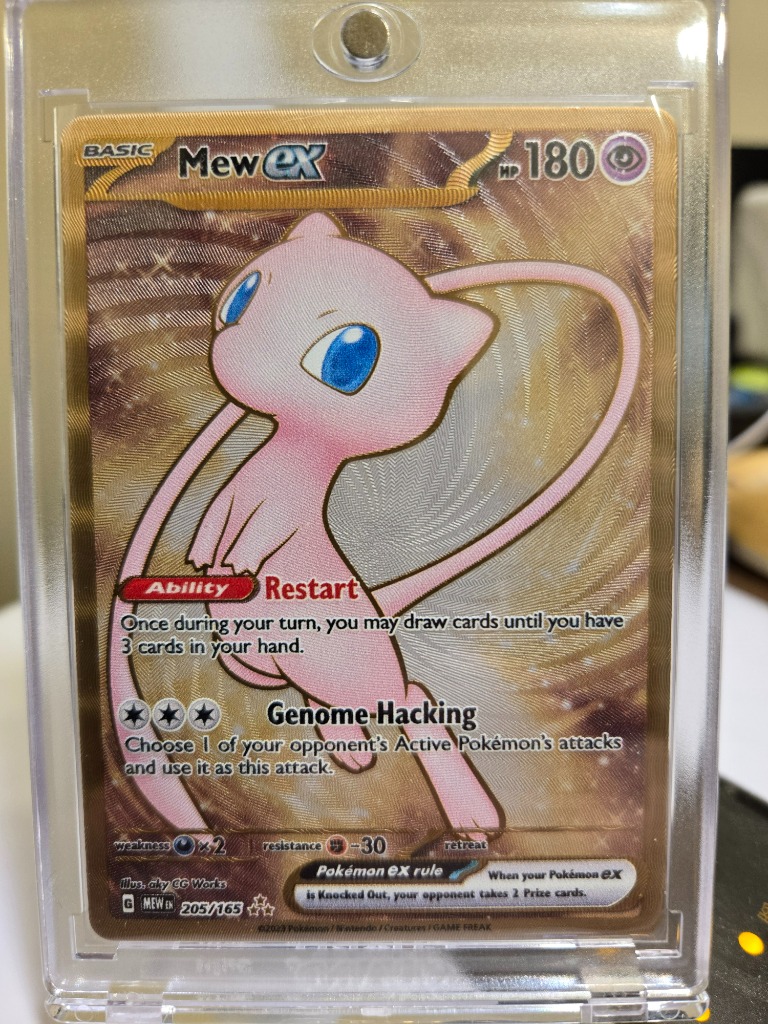 BASIC Mew ex HP 180
Ability Restart
Once during your turn, you may draw cards until you have
3 cards in your hand.
Genome Hacking
Choose 1 of your opponent's Active Pokémon's attacks
and use it as this attack.
weakness ×2 resistance -30 retreat
Pokémon ex rule When your Pokémon ex
is Knocked Out, your opponent takes 2 Prize cards.
Illus. aky CG Works
G MEW EN 205/165
©2023 Pokémon / Nintendo / Creatures / GAME FREAK